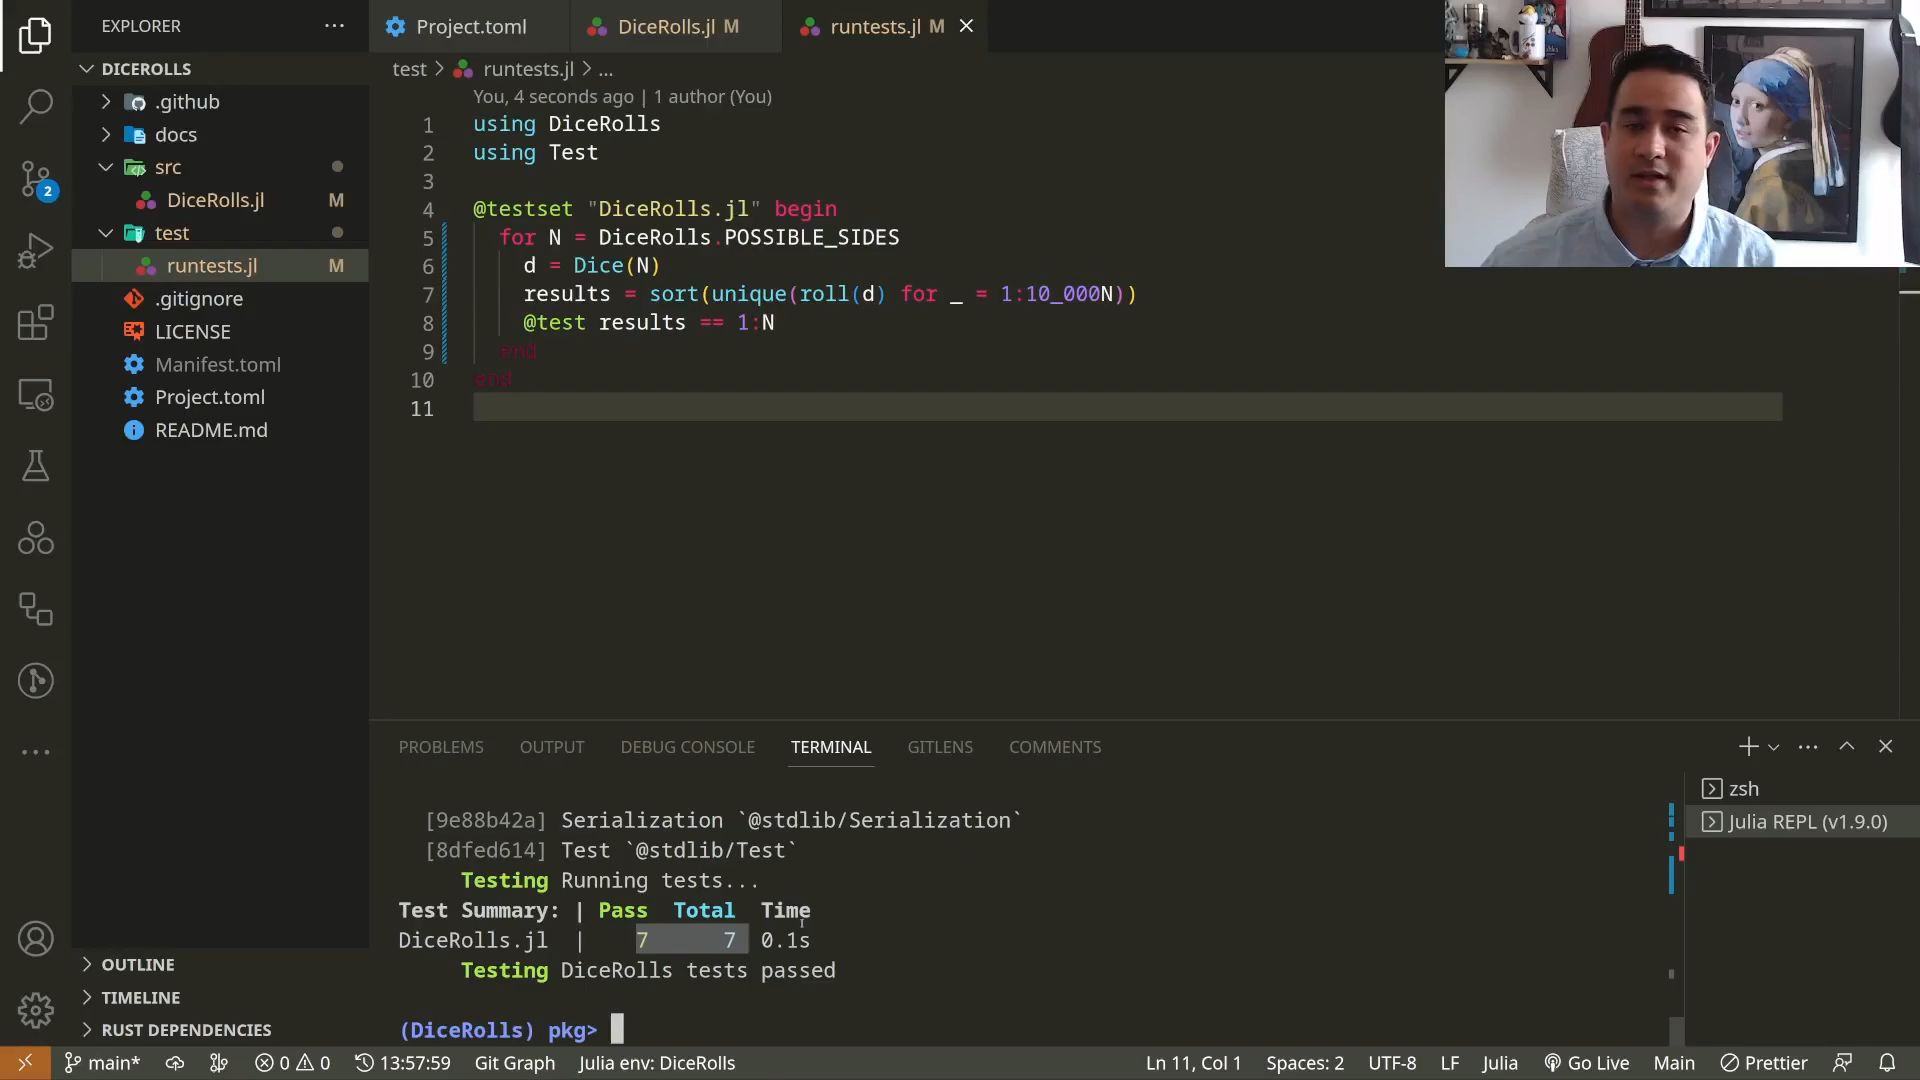 EXPLORER
DICEROLLS
.github
docs
src
DiceRolls.jl M
test
runtests.jl M
.gitignore
LICENSE
Manifest.toml
Project.toml
README.md
OUTLINE
TIMELINE
RUST DEPENDENCIES
2
Project.toml
DiceRolls.jl M
runtests.jl M
test > runtests.jl > ...
You, 4 seconds ago | 1 author (You)
1 using DiceRolls
2 using Test
3
4 @testset "DiceRolls.jl" begin
5 for N = DiceRolls.POSSIBLE_SIDES
6 d = Dice(N)
7 results = sort(unique(roll(d) for _ = 1:10_000N))
8 @test results == 1:N
9 end
10 end
11
PROBLEMS OUTPUT DEBUG CONSOLE TERMINAL GITLENS COMMENTS
[9e88b42a] Serialization `@stdlib/Serialization`
[8dfed614] Test `@stdlib/Test`
Testing Running tests...
Test Summary: | Pass Total Time
DiceRolls.jl | 7 7 0.1s
Testing DiceRolls tests passed
(DiceRolls) pkg>
zsh
Julia REPL (v1.9.0)
main* 0 0 13:57:59 Git Graph Julia env: DiceRolls Ln 11, Col 1 Spaces: 2 UTF-8 LF Julia Go Live Main Prettier